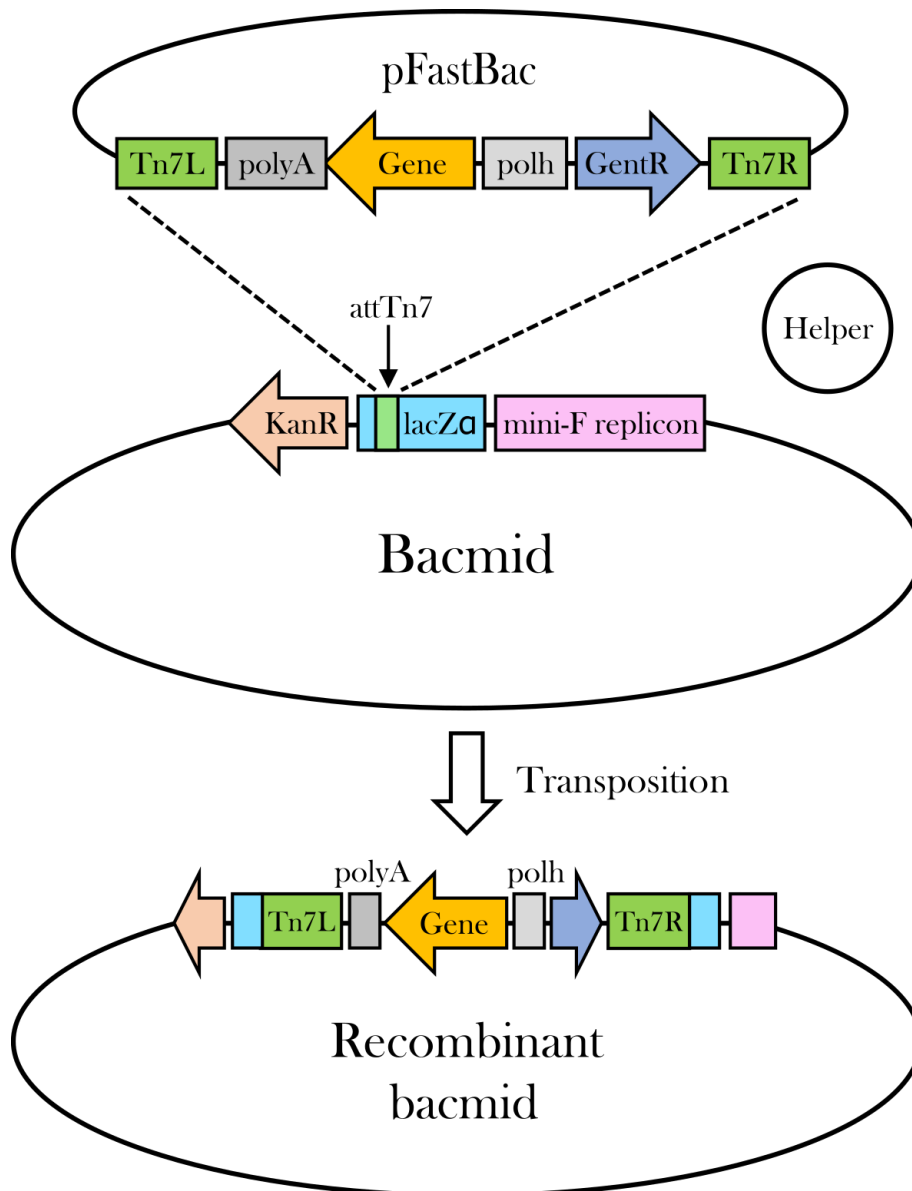 pFastBac
Tn7L polyA Gene polh GentR Tn7R
attTn7
Helper
KanR lacZα mini-F replicon
Bacmid
Transposition
polyA polh
Tn7L Gene Tn7R
Recombinant
bacmid